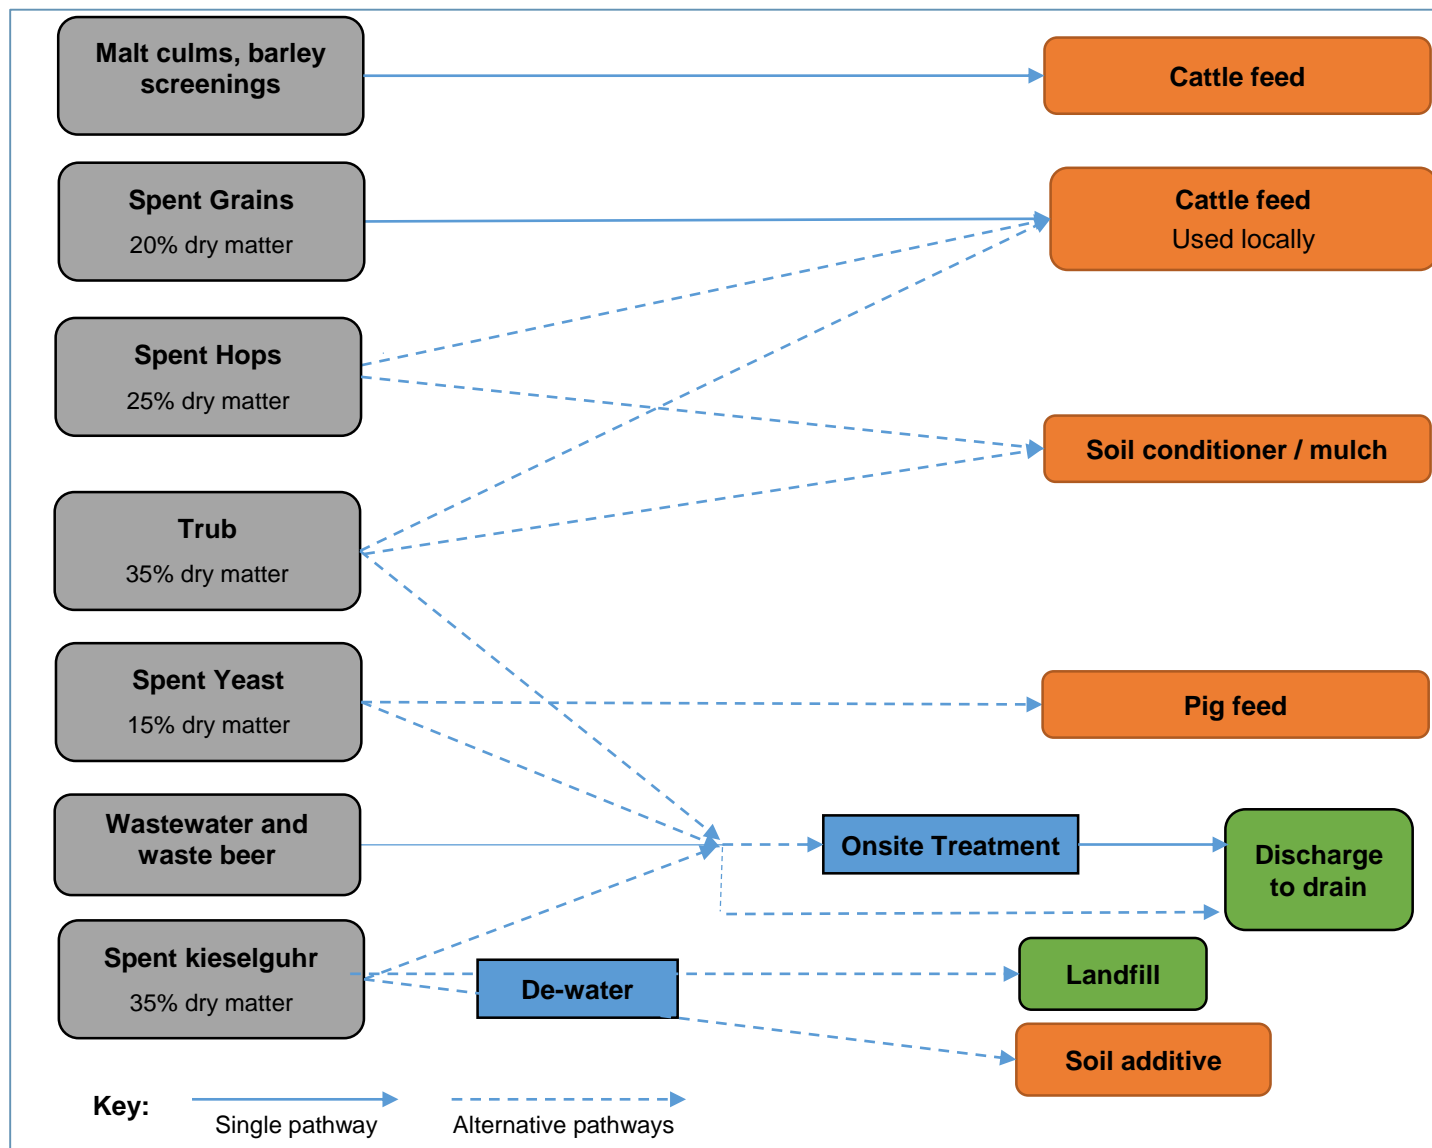 Malt culms, barley
screenings
Cattle feed
Spent Grains
20% dry matter
Cattle feed
Used locally
Spent Hops
25% dry matter
Soil conditioner / mulch
Trub
35% dry matter
Spent Yeast
15% dry matter
Pig feed
Wastewater and
waste beer
Onsite Treatment
Discharge
to drain
Spent kieselguhr
35% dry matter
De-water
Landfill
Soil additive
Key:
Single pathway
Alternative pathways